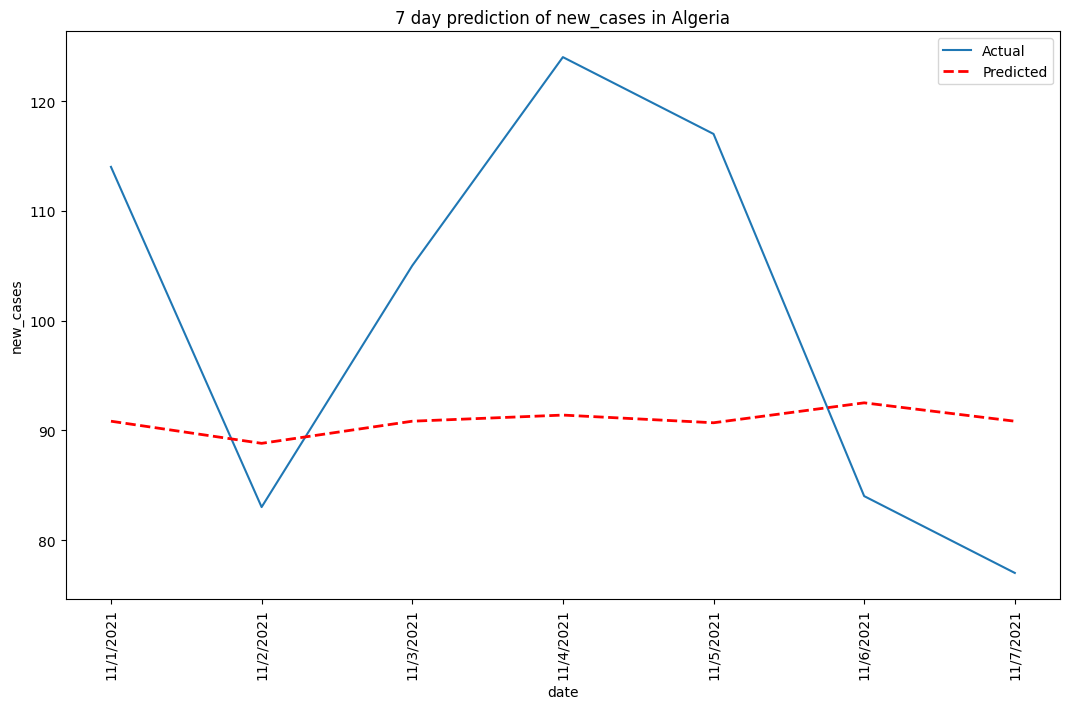 7 day prediction of new_cases in Algeria
Actual
Predicted
120
110
100
90
80
new_cases
11/1/2021
11/2/2021
11/3/2021
11/4/2021
11/5/2021
11/6/2021
11/7/2021
date